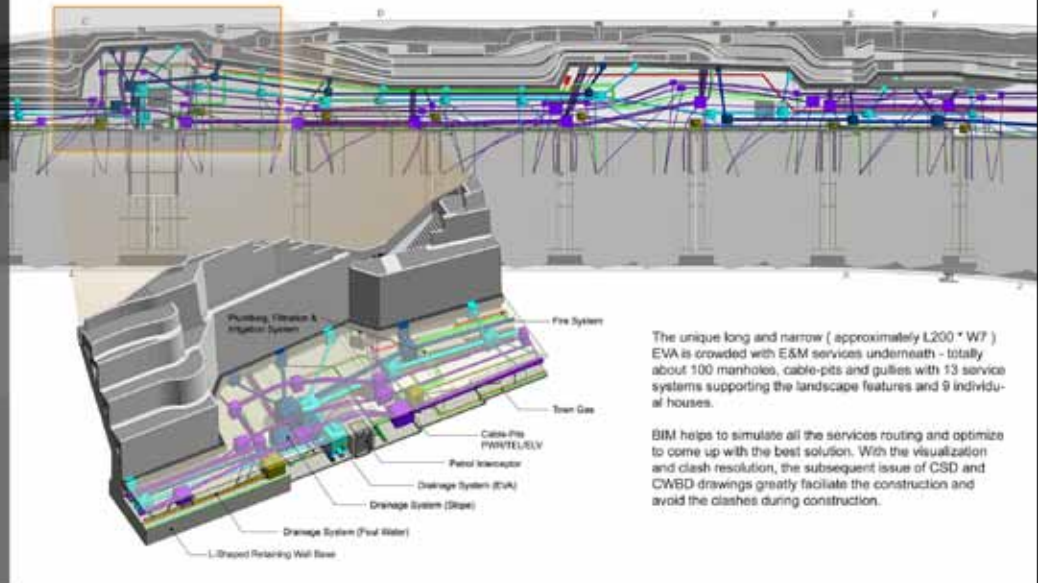 C
D
E
F
Plumbing, Filtration &
Irrigation System
Fire System
Town Gas
Cable-Pits
PWR/TEL/ELV
Petrol Interceptor
Drainage System (EVA)
Drainage System (Slope)
Drainage System (Foul Water)
L-Shaped Retaining Wall Base
The unique long and narrow ( approximately L200 * W7 )
EVA is crowded with E&M services underneath - totally
about 100 manholes, cable-pits and gullies with 13 service
systems supporting the landscape features and 9 individu-
al houses.
BIM helps to simulate all the services routing and optimize
to come up with the best solution. With the visualization
and clash resolution, the subsequent issue of CSD and
CWBD drawings greatly faciliate the construction and
avoid the clashes during construction.